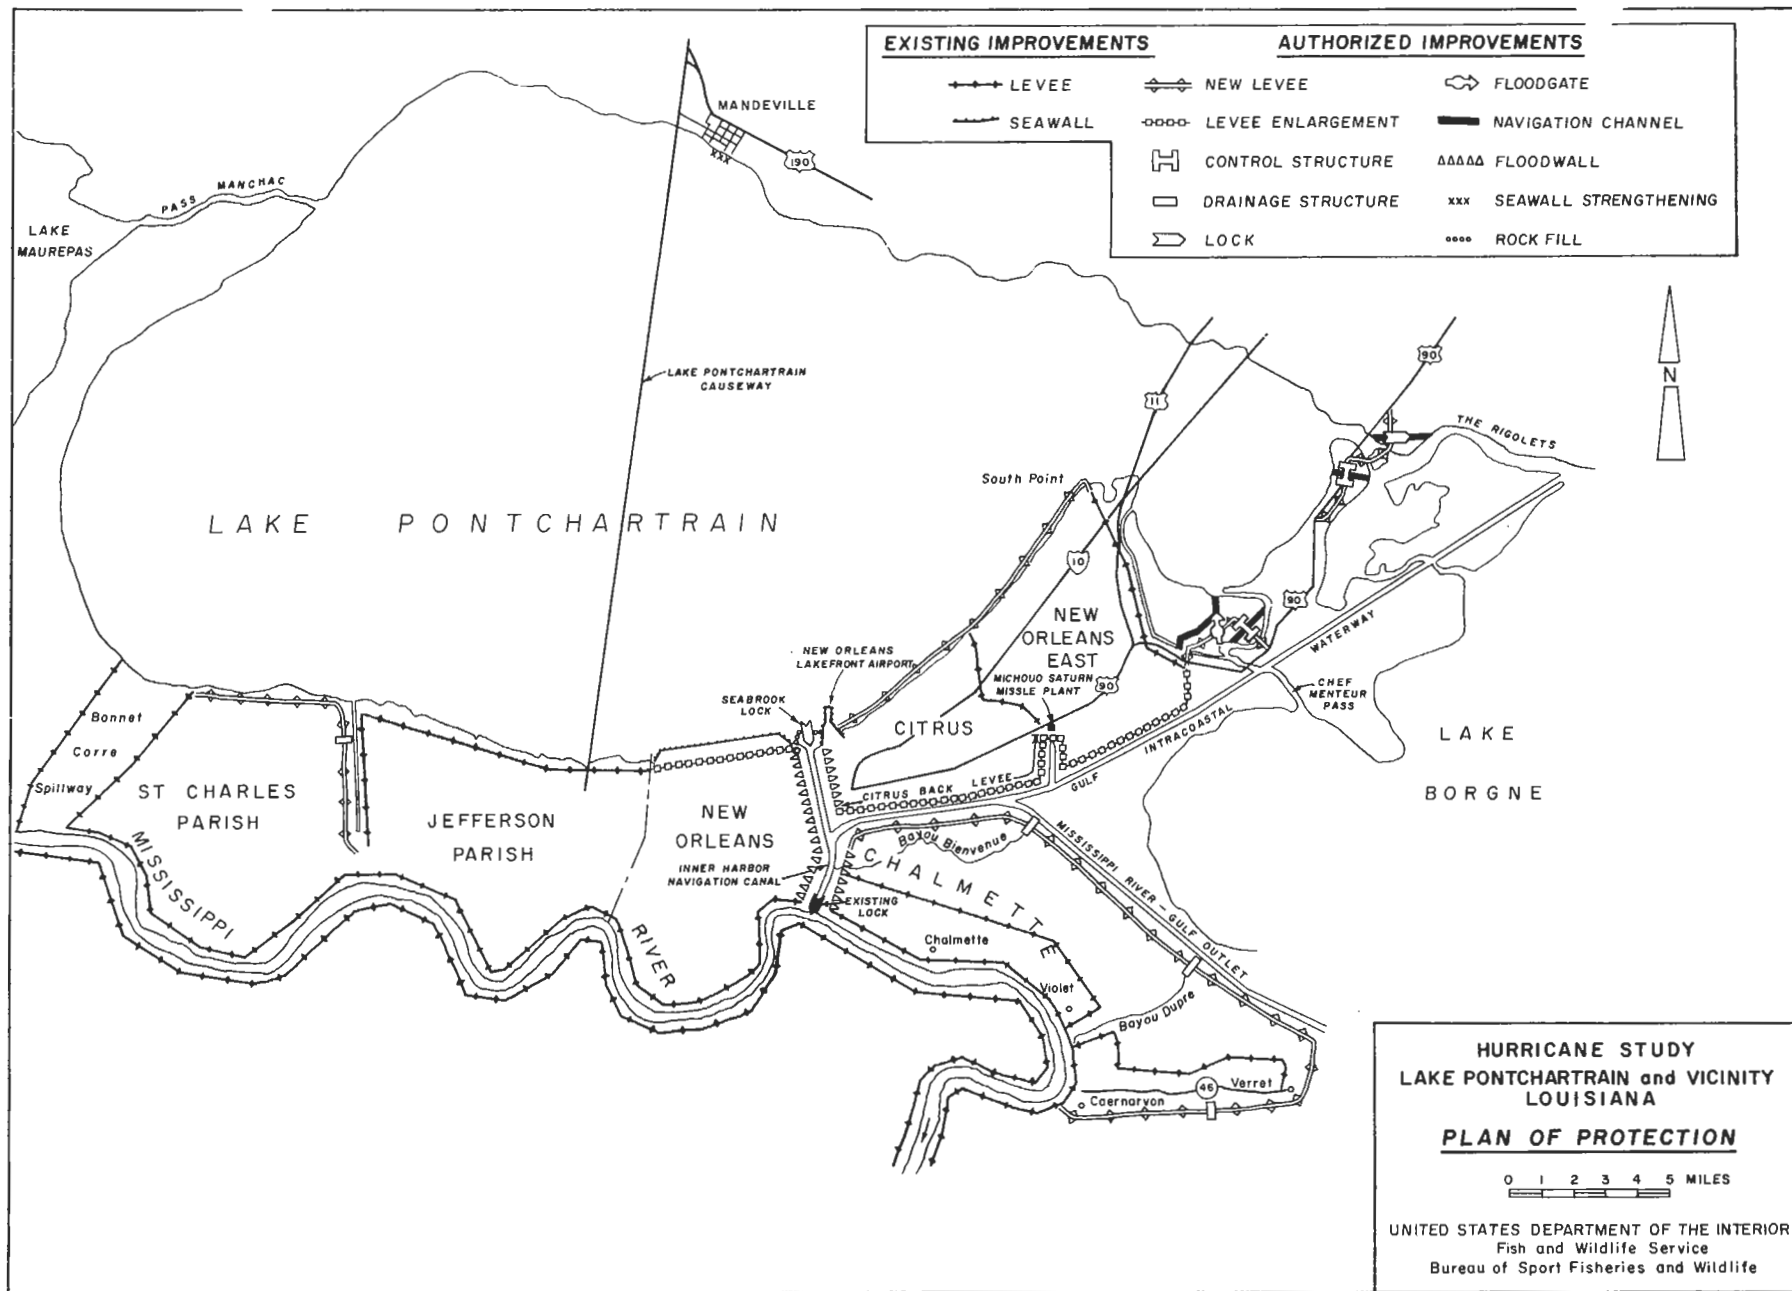 EXISTING IMPROVEMENTS
AUTHORIZED IMPROVEMENTS
LEVEE
NEW LEVEE
FLOODGATE
SEAWALL
LEVEE ENLARGEMENT
NAVIGATION CHANNEL
CONTROL STRUCTURE
FLOODWALL
DRAINAGE STRUCTURE
xxx SEAWALL STRENGTHENING
LOCK
ROCK FILL
MANDEVILLE
xxx
190
PASS MANCHAC
LAKE
MAUREPAS
N
LAKE PONTCHARTRAIN
CAUSEWAY
90
11
THE RIGOLETS
South Point
LAKE PONTCHARTRAIN
10
NEW
ORLEANS
EAST
90
WATERWAY
NEW ORLEANS
LAKEFRONT AIRPORT
MICHOUD SATURN
MISSLE PLANT
90
CHEF
MENTEUR
PASS
SEABROOK
LOCK
CITRUS
INTRACOASTAL
GULF
LAKE
BORGNE
Bonnet
Corre
Spillway
ST CHARLES
PARISH
JEFFERSON
PARISH
NEW
ORLEANS
CITRUS BACK LEVEE
Bayou Bienvenue
MISSISSIPPI RIVER - GULF OUTLET
CHALMETTE
INNER HARBOR
NAVIGATION CANAL
EXISTING
LOCK
MISSISSIPPI
RIVER
Chalmette
Violet
Bayou Dupre
46
Verret
Caernarvon
HURRICANE STUDY
LAKE PONTCHARTRAIN and VICINITY
LOUISIANA
PLAN OF PROTECTION
0 1 2 3 4 5 MILES
UNITED STATES DEPARTMENT OF THE INTERIOR
Fish and Wildlife Service
Bureau of Sport Fisheries and Wildlife